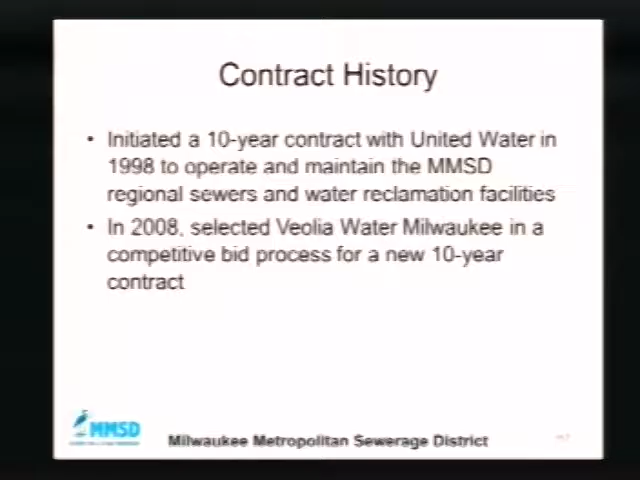 Contract History
• Initiated a 10-year contract with United Water in
1998 to operate and maintain the MMSD
regional sewers and water reclamation facilities
• In 2008, selected Veolia Water Milwaukee in a
competitive bid process for a new 10-year
contract
MMSD
Milwaukee Metropolitan Sewerage District